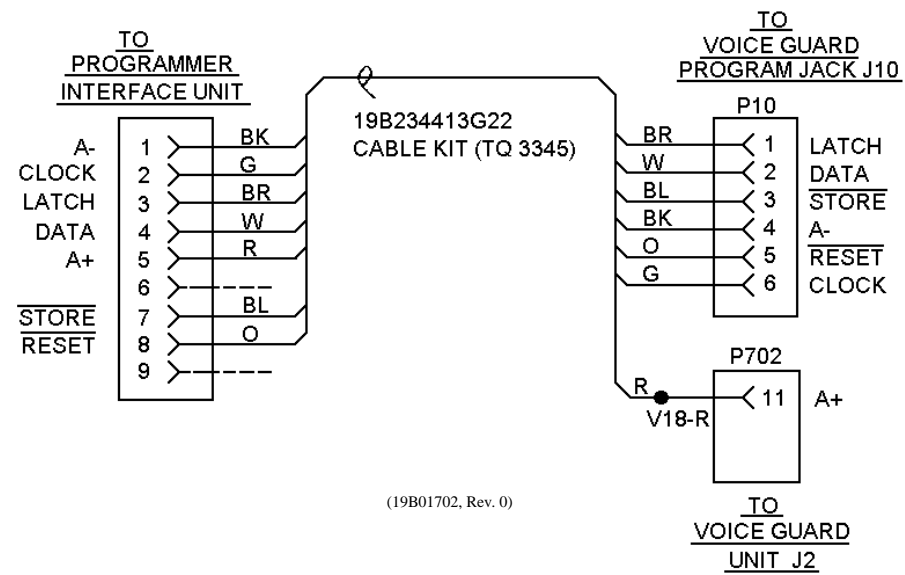 TO
PROGRAMMER
INTERFACE UNIT
A- 1 BK
CLOCK 2 G
LATCH 3 BR
DATA 4 W
A+ 5 R
6
STORE 7 BL
RESET 8 O
9
19B234413G22
CABLE KIT (TQ 3345)
TO
VOICE GUARD
PROGRAM JACK J10
P10
BR 1 LATCH
W 2 DATA
BL 3 STORE
BK 4 A-
O 5 RESET
G 6 CLOCK
P702
R 11 A+
V18-R
TO
VOICE GUARD
UNIT J2
(19B01702, Rev. 0)